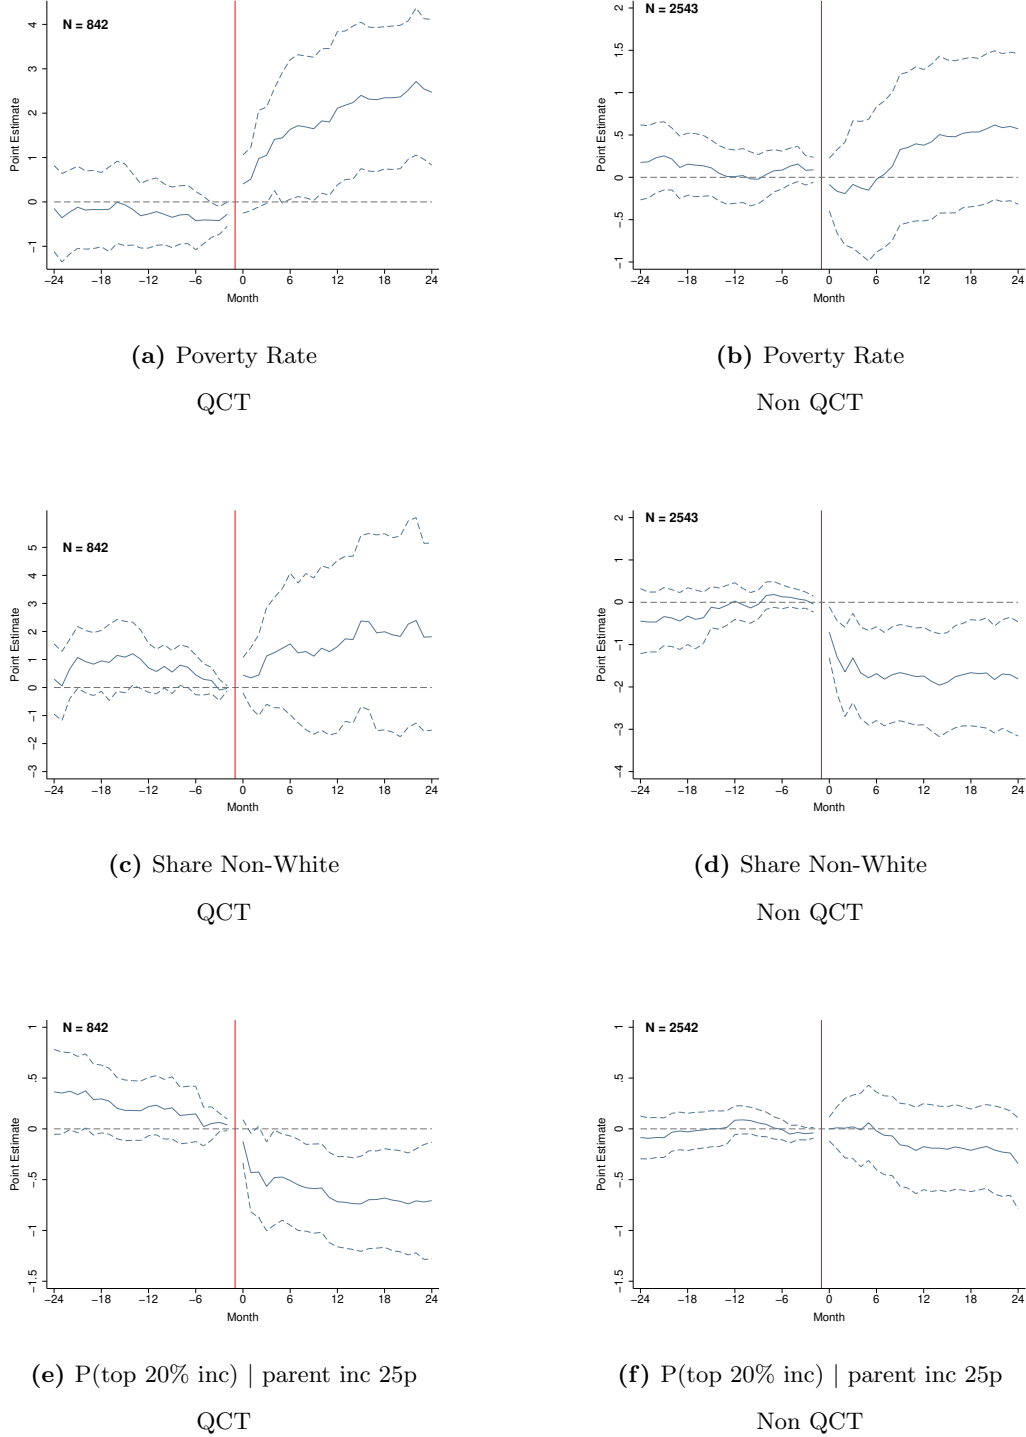 N = 842
Point Estimate
4
3
2
1
0
−1
−24 −18 −12 −6 0 6 12 18 24
Month
(a) Poverty Rate
QCT
N = 2543
Point Estimate
2
1.5
1
.5
0
−.5
−1
−24 −18 −12 −6 0 6 12 18 24
Month
(b) Poverty Rate
Non QCT
N = 842
Point Estimate
5
4
3
2
1
0
−1
−2
−3
−24 −18 −12 −6 0 6 12 18 24
Month
(c) Share Non-White
QCT
N = 2543
Point Estimate
2
1
0
−1
−2
−3
−4
−24 −18 −12 −6 0 6 12 18 24
Month
(d) Share Non-White
Non QCT
N = 842
Point Estimate
1
.5
0
−.5
−1
−1.5
−24 −18 −12 −6 0 6 12 18 24
Month
(e) P(top 20% inc) | parent inc 25p
QCT
N = 2542
Point Estimate
1
.5
0
−.5
−1
−1.5
−24 −18 −12 −6 0 6 12 18 24
Month
(f) P(top 20% inc) | parent inc 25p
Non QCT